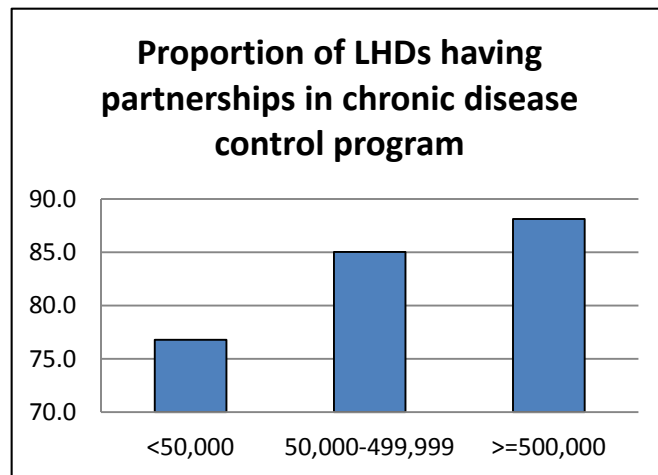 Proportion of LHDs having
partnerships in chronic disease
control program
90.0
85.0
80.0
75.0
70.0
<50,000 50,000-499,999 >=500,000